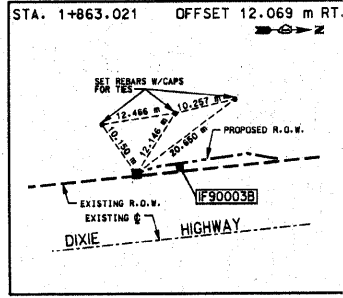 STA. 1+863.021 OFFSET 12.069 m RT.
N
SET REBARS W/CAPS
FOR TIES
12.466 m
10.257 m
10.150 m
12.146 m
20.650 m
PROPOSED R.O.W.
EXISTING R.O.W.
IF90003B
EXISTING ℄
DIXIE HIGHWAY